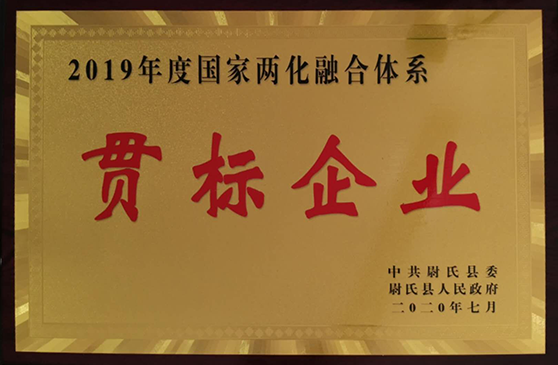 2019年度国家两化融合体系
贯标企业
中共尉氏县委
尉氏县人民政府
二〇二〇年七月